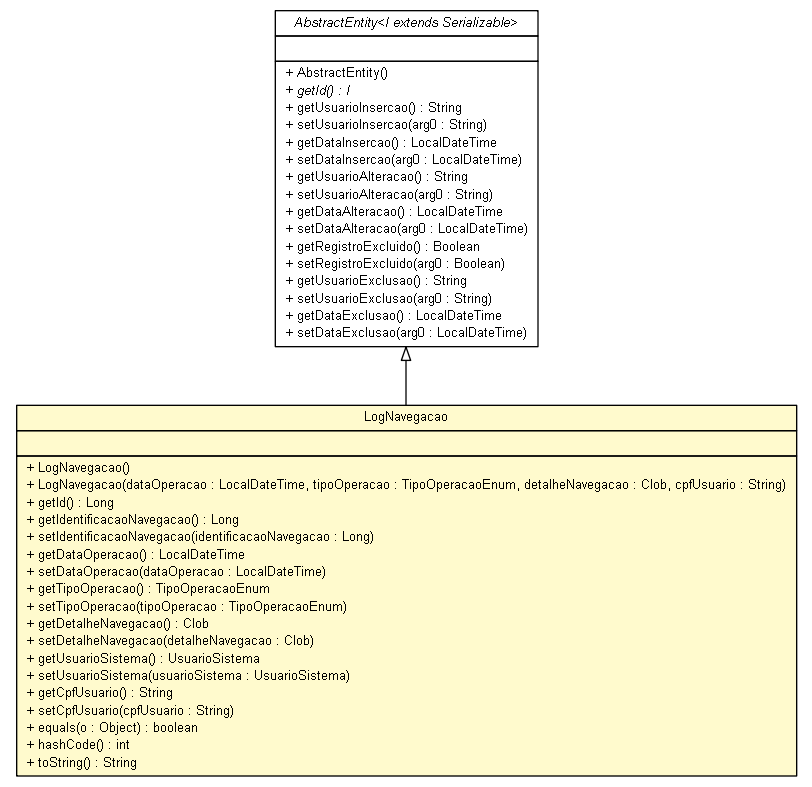 AbstractEntity<I extends Serializable>
+ AbstractEntity()
+ getId() : I
+ getUsuarioInsercao() : String
+ setUsuarioInsercao(arg0 : String)
+ getDataInsercao() : LocalDateTime
+ setDataInsercao(arg0 : LocalDateTime)
+ getUsuarioAlteracao() : String
+ setUsuarioAlteracao(arg0 : String)
+ getDataAlteracao() : LocalDateTime
+ setDataAlteracao(arg0 : LocalDateTime)
+ getRegistroExcluido() : Boolean
+ setRegistroExcluido(arg0 : Boolean)
+ getUsuarioExclusao() : String
+ setUsuarioExclusao(arg0 : String)
+ getDataExclusao() : LocalDateTime
+ setDataExclusao(arg0 : LocalDateTime)
LogNavegacao
+ LogNavegacao()
+ LogNavegacao(dataOperacao : LocalDateTime, tipoOperacao : TipoOperacaoEnum, detalheNavegacao : Clob, cpfUsuario : String)
+ getId() : Long
+ getIdentificacaoNavegacao() : Long
+ setIdentificacaoNavegacao(identificacaoNavegacao : Long)
+ getDataOperacao() : LocalDateTime
+ setDataOperacao(dataOperacao : LocalDateTime)
+ getTipoOperacao() : TipoOperacaoEnum
+ setTipoOperacao(tipoOperacao : TipoOperacaoEnum)
+ getDetalheNavegacao() : Clob
+ setDetalheNavegacao(detalheNavegacao : Clob)
+ getUsuarioSistema() : UsuarioSistema
+ setUsuarioSistema(usuarioSistema : UsuarioSistema)
+ getCpfUsuario() : String
+ setCpfUsuario(cpfUsuario : String)
+ equals(o : Object) : boolean
+ hashCode() : int
+ toString() : String